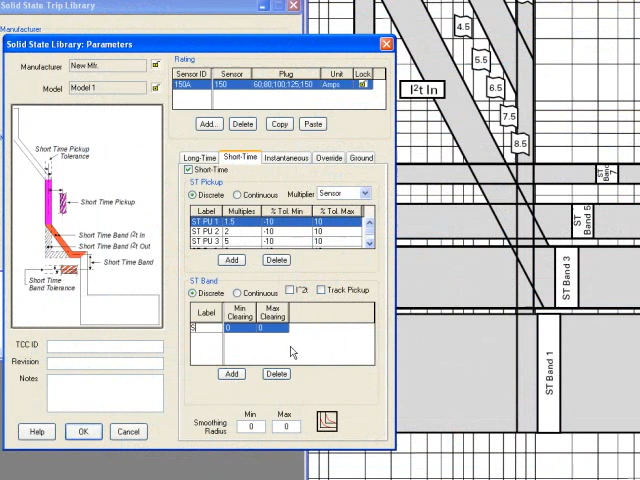 Solid State Trip Library
Manufacturer
Solid State Library: Parameters
Manufacturer
New Mfr.
Model
Model 1
Rating
Sensor ID Sensor Plug Unit Lock
150A 150 60;80;100;125;150 Amps
Add... Delete Copy Paste
Long-Time Short-Time Instantaneous Override Ground
Short-Time
ST Pickup
Discrete Continuous Multiplier Sensor
Label Multiples % Tol. Min % Tol. Max
ST PU 1 1.5 -10 10
ST PU 2 2 -10 10
ST PU 3 5 -10 10
Add Delete
ST Band
Discrete Continuous I^2t Track Pickup
Label Min Clearing Max Clearing
S 0 0
Add Delete
Min Max
Smoothing Radius 0 0
Short Time Pickup
Tolerance
Short Time Pickup
Short Time Band I2t In
Short Time Band I2t Out
Short Time Band
Short Time
Band Tolerance
TCC ID
Revision
Notes
Help OK Cancel
4.5
5.5
6.5
7.5
8.5
I²t In
ST Band 7
ST Band 5
ST Band 3
ST Band 1